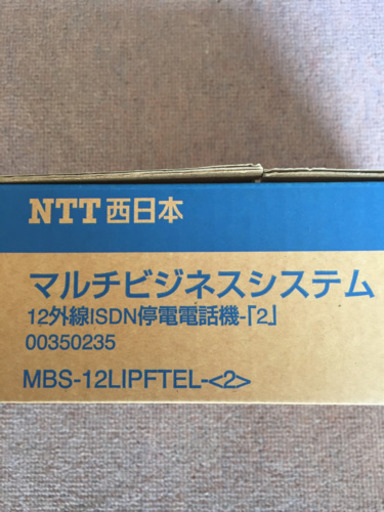 NTT西日本
マルチビジネスシステム
12外線ISDN停電電話機-「2」
00350235
MBS-12LIPFTEL-<2>